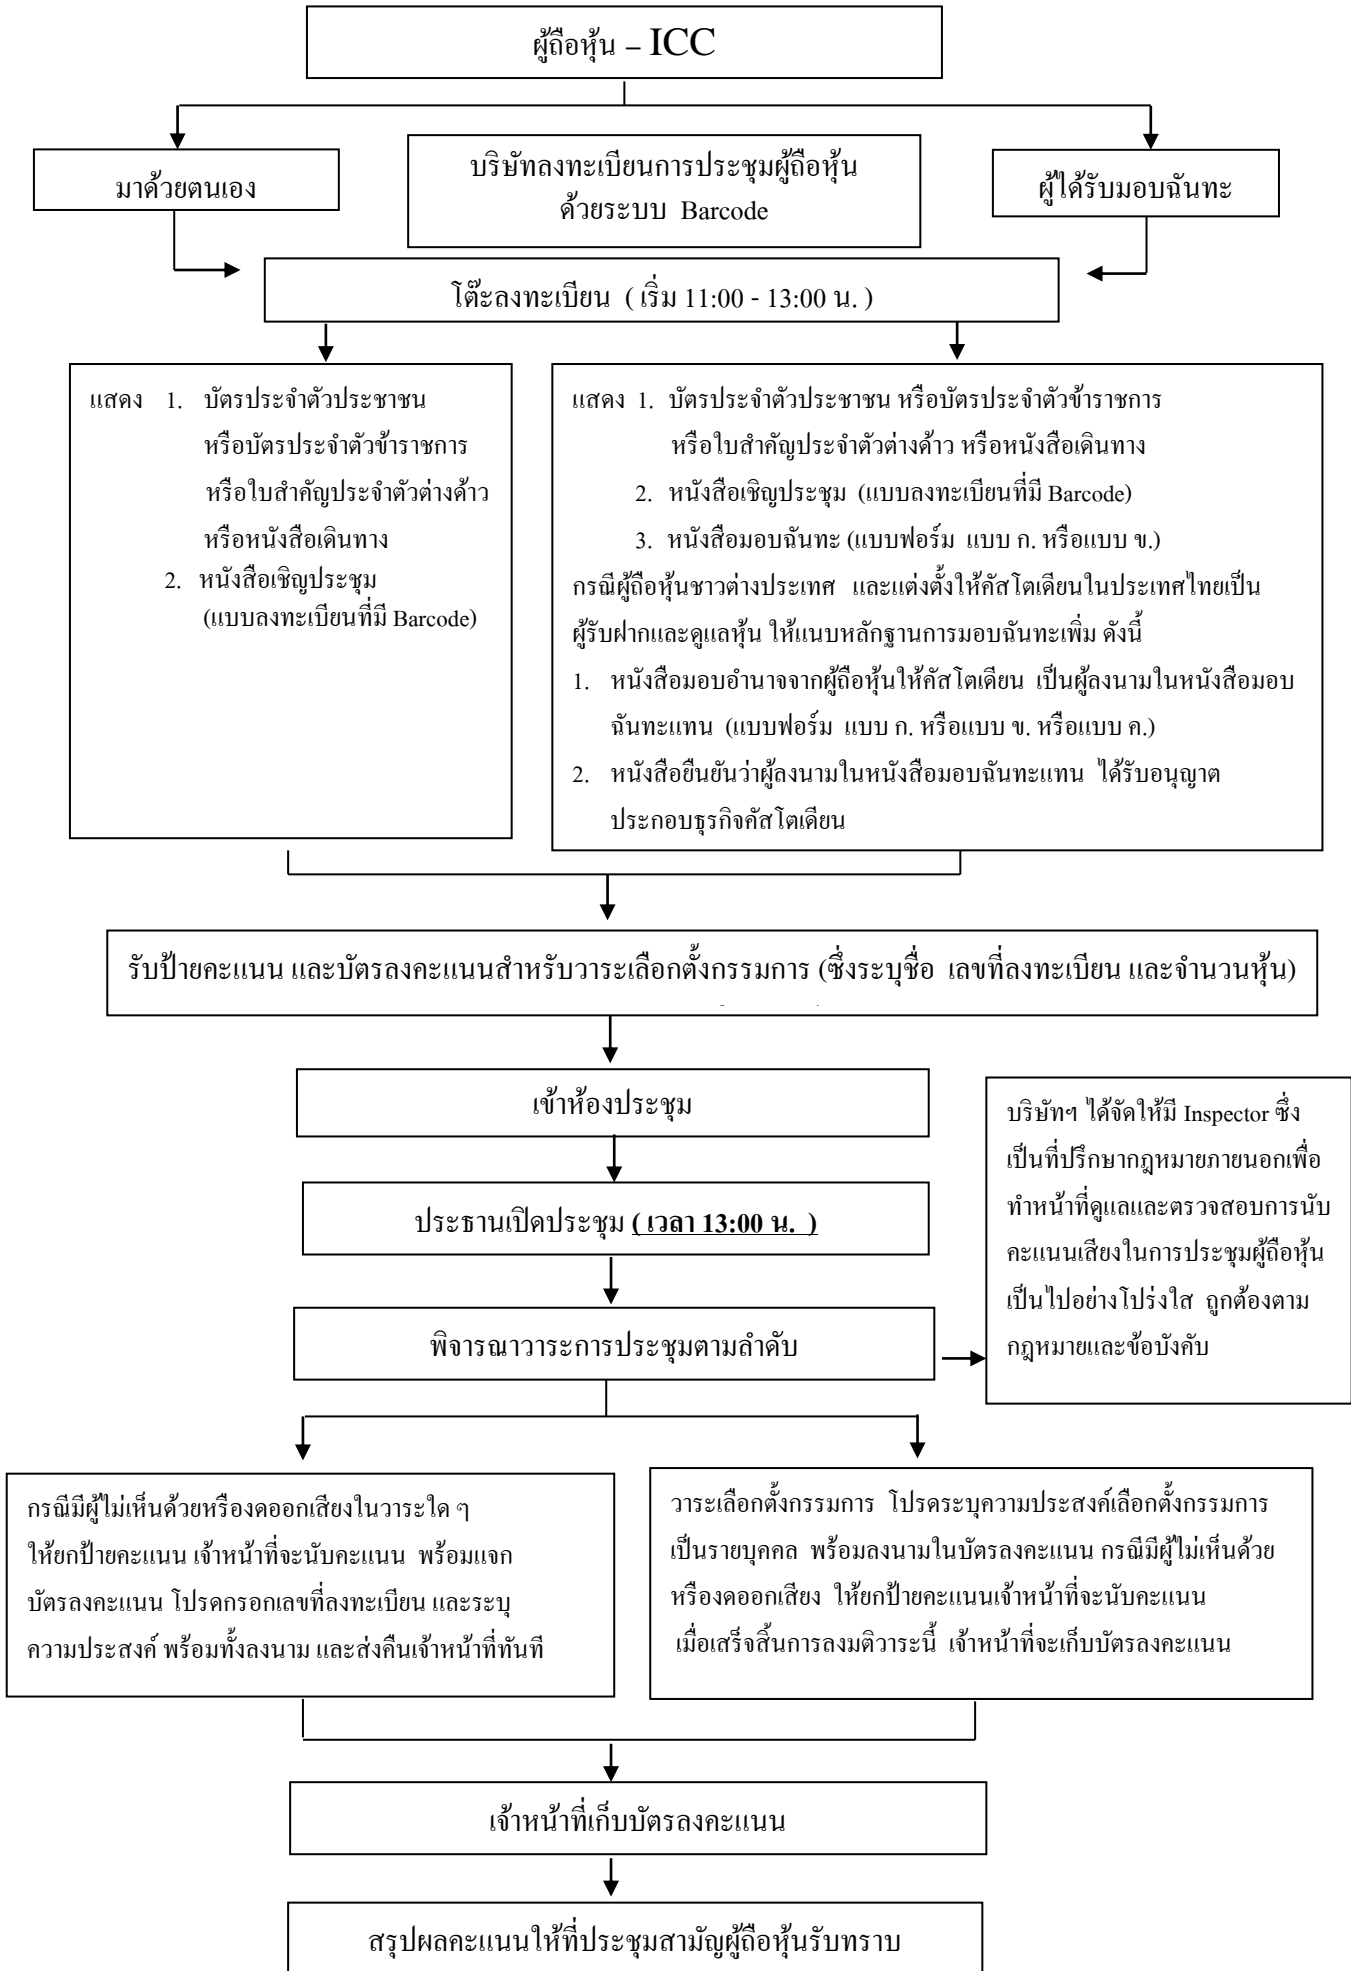 ผู้ถือหุ้น – ICC
มาด้วยตนเอง
บริษัทลงทะเบียนการประชุมผู้ถือหุ้น
ด้วยระบบ Barcode
ผู้ได้รับมอบฉันทะ
โต๊ะลงทะเบียน ( เริ่ม 11:00 - 13:00 น. )
แสดง 1. บัตรประจำตัวประชาชน
หรือบัตรประจำตัวข้าราชการ
หรือใบสำคัญประจำตัวต่างด้าว
หรือหนังสือเดินทาง
2. หนังสือเชิญประชุม
(แบบลงทะเบียนที่มี Barcode)
แสดง 1. บัตรประจำตัวประชาชน หรือบัตรประจำตัวข้าราชการ
หรือใบสำคัญประจำตัวต่างด้าว หรือหนังสือเดินทาง
2. หนังสือเชิญประชุม (แบบลงทะเบียนที่มี Barcode)
3. หนังสือมอบฉันทะ (แบบฟอร์ม แบบ ก. หรือแบบ ข.)
กรณีผู้ถือหุ้นชาวต่างประเทศ และแต่งตั้งให้คัสโตเดียนในประเทศไทยเป็น
ผู้รับฝากและดูแลหุ้น ให้แนบหลักฐานการมอบฉันทะเพิ่ม ดังนี้
1. หนังสือมอบอำนาจจากผู้ถือหุ้นให้คัสโตเดียน เป็นผู้ลงนามในหนังสือมอบ
ฉันทะแทน (แบบฟอร์ม แบบ ก. หรือแบบ ข. หรือแบบ ค.)
2. หนังสือยืนยันว่าผู้ลงนามในหนังสือมอบฉันทะแทน ได้รับอนุญาต
ประกอบธุรกิจคัสโตเดียน
รับป้ายคะแนน และบัตรลงคะแนนสำหรับวาระเลือกตั้งกรรมการ (ซึ่งระบุชื่อ เลขที่ลงทะเบียน และจำนวนหุ้น)
เข้าห้องประชุม
ประธานเปิดประชุม ( เวลา 13:00 น. )
พิจารณาวาระการประชุมตามลำดับ
บริษัทฯ ได้จัดให้มี Inspector ซึ่ง
เป็นที่ปรึกษากฎหมายภายนอกเพื่อ
ทำหน้าที่ดูแลและตรวจสอบการนับ
คะแนนเสียงในการประชุมผู้ถือหุ้น
เป็นไปอย่างโปร่งใส ถูกต้องตาม
กฎหมายและข้อบังคับ
กรณีมีผู้ไม่เห็นด้วยหรืองดออกเสียงในวาระใด ๆ
ให้ยกป้ายคะแนน เจ้าหน้าที่จะนับคะแนน พร้อมแจก
บัตรลงคะแนน โปรดกรอกเลขที่ลงทะเบียน และระบุ
ความประสงค์ พร้อมทั้งลงนาม และส่งคืนเจ้าหน้าที่ทันที
วาระเลือกตั้งกรรมการ โปรดระบุความประสงค์เลือกตั้งกรรมการ
เป็นรายบุคคล พร้อมลงนามในบัตรลงคะแนน กรณีมีผู้ไม่เห็นด้วย
หรืองดออกเสียง ให้ยกป้ายคะแนนเจ้าหน้าที่จะนับคะแนน
เมื่อเสร็จสิ้นการลงมติวาระนี้ เจ้าหน้าที่จะเก็บบัตรลงคะแนน
เจ้าหน้าที่เก็บบัตรลงคะแนน
สรุปผลคะแนนให้ที่ประชุมสามัญผู้ถือหุ้นรับทราบ